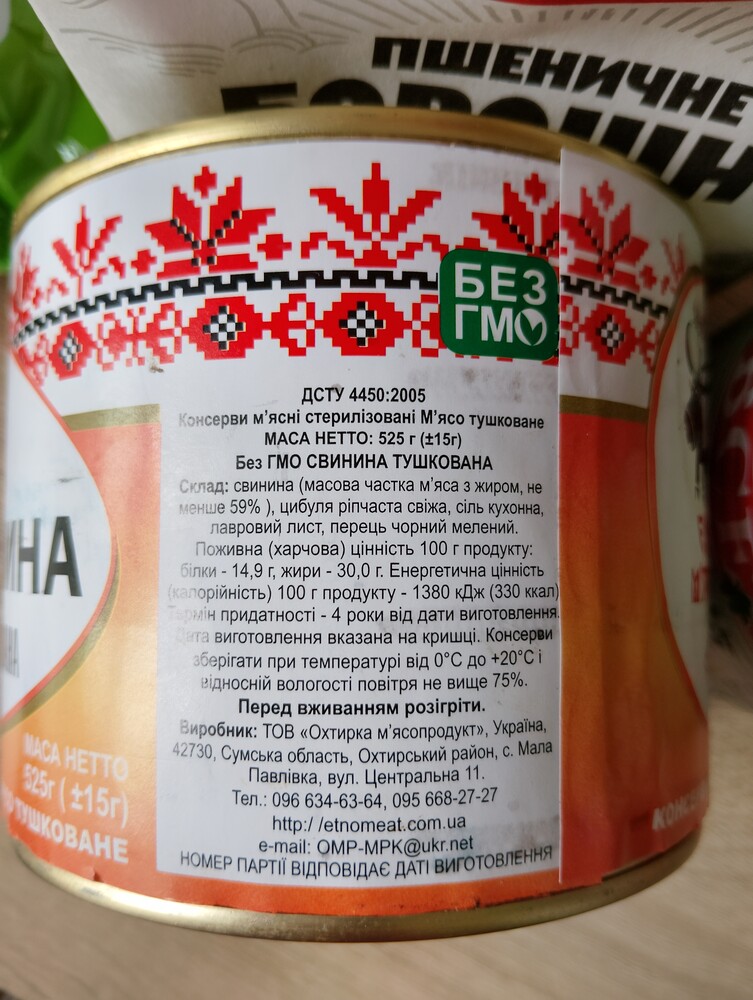 ПШЕНИЧНЕ
БЕЗ
ГМО
ДСТУ 4450:2005
Консерви м'ясні стерилізовані М'ясо тушковане
МАСА НЕТТО: 525 г (±15г)
Без ГМО СВИНИНА ТУШКОВАНА
Склад: свинина (масова частка м'яса з жиром, не
менше 59% ), цибуля ріпчаста свіжа, сіль кухонна,
лавровий лист, перець чорний мелений.
Поживна (харчова) цінність 100 г продукту:
білки - 14,9 г, жири - 30,0 г. Енергетична цінність
(калорійність) 100 г продукту - 1380 кДж (330 ккал)
Термін придатності - 4 роки від дати виготовлення.
Дата виготовлення вказана на кришці. Консерви
зберігати при температурі від 0°С до +20°С і
відносній вологості повітря не вище 75%.
Перед вживанням розігріти.
Виробник: ТОВ «Охтирка м'ясопродукт», Україна,
42730, Сумська область, Охтирський район, с. Мала
Павлівка, вул. Центральна 11.
Тел.: 096 634-63-64, 095 668-27-27
http:/ /etnomeat.com.ua
e-mail: OMP-MPK@ukr.net
НОМЕР ПАРТІЇ ВІДПОВІДАЄ ДАТІ ВИГОТОВЛЕННЯ
МАСА НЕТТО
525г ( ±15г)
ТУШКОВАНЕ